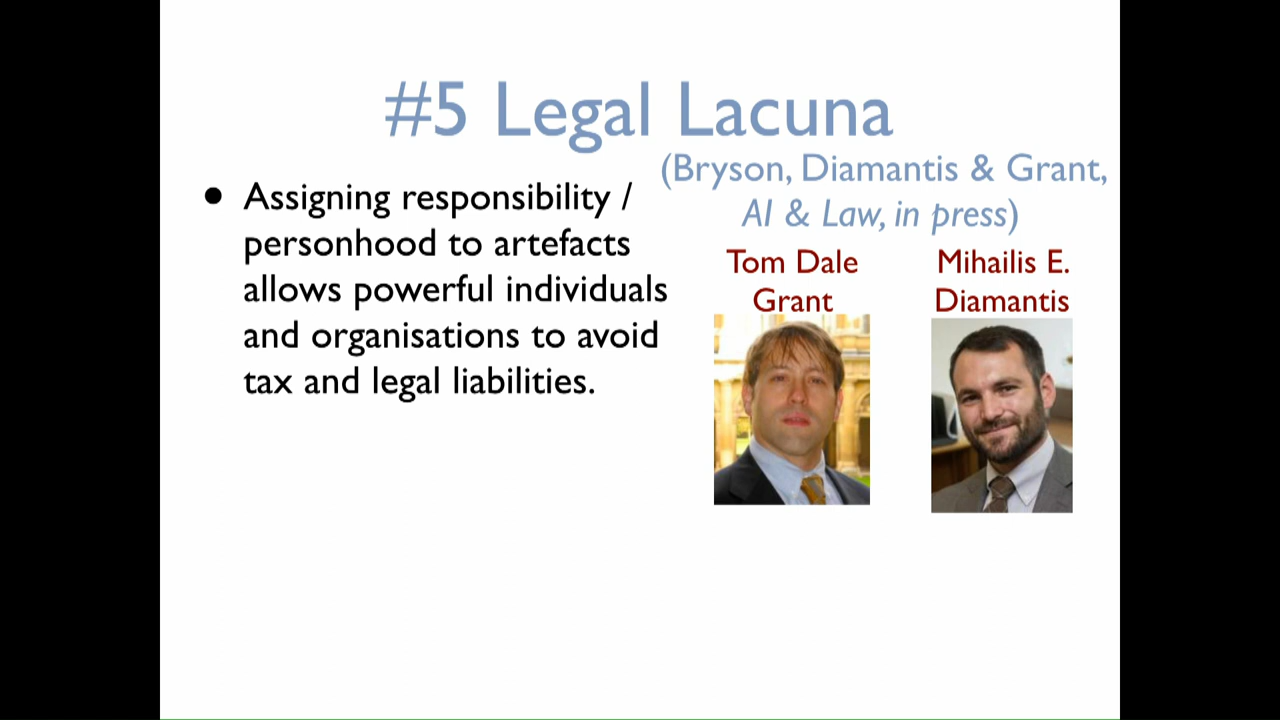 #5 Legal Lacuna
(Bryson, Diamantis & Grant,
AI & Law, in press)
• Assigning responsibility /
personhood to artefacts
allows powerful individuals
and organisations to avoid
tax and legal liabilities.
Tom Dale
Grant
Mihailis E.
Diamantis